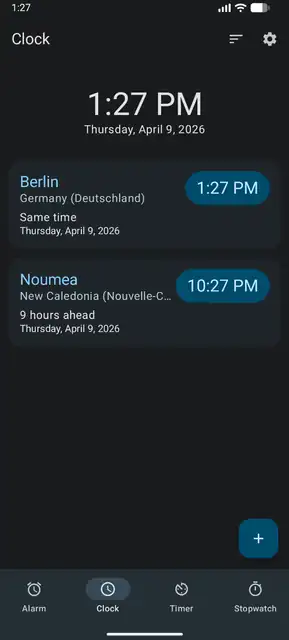 1:27
Clock
1:27 PM
Thursday, April 9, 2026
Berlin
1:27 PM
Germany (Deutschland)
Same time
Thursday, April 9, 2026
Noumea
10:27 PM
New Caledonia (Nouvelle-C...
9 hours ahead
Thursday, April 9, 2026
+
Alarm
Clock
Timer
Stopwatch